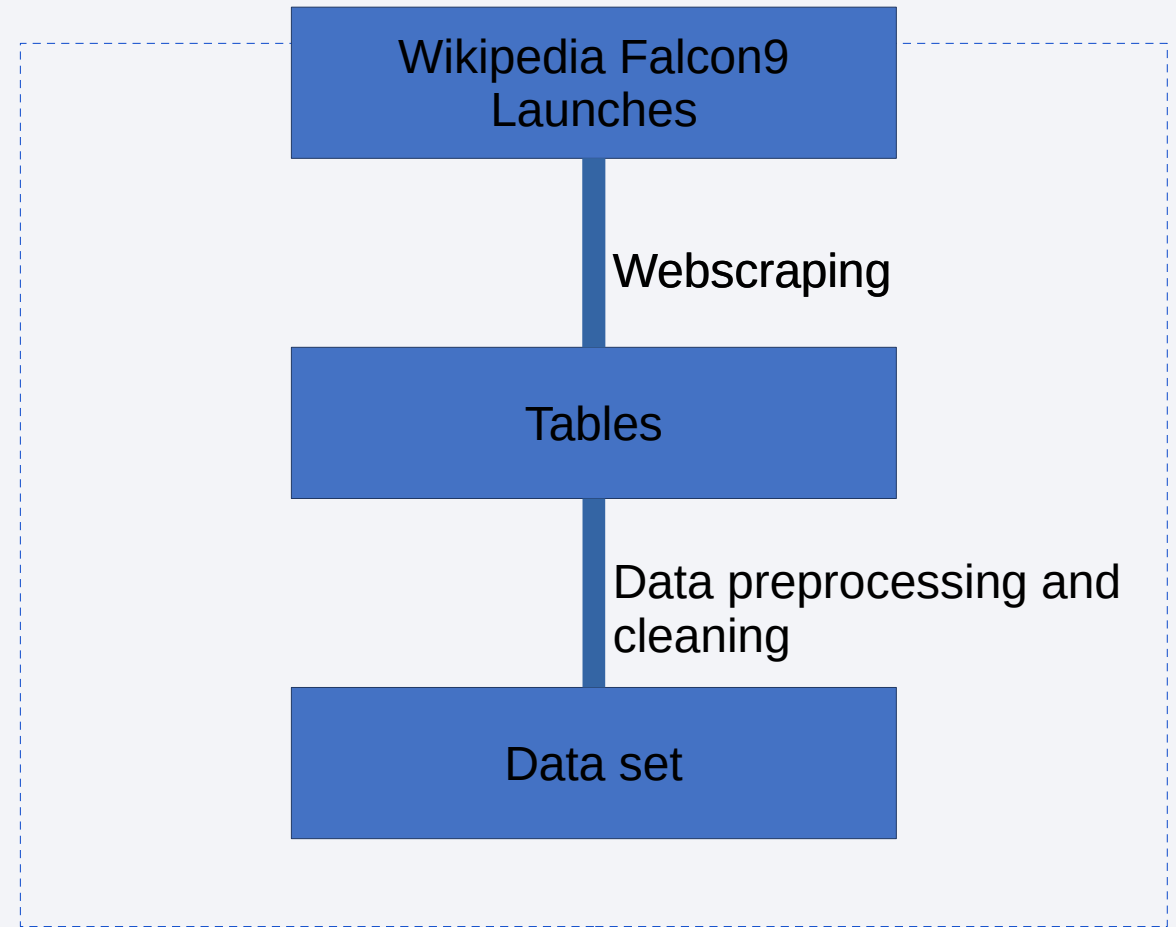 Wikipedia Falcon9
Launches
Webscraping
Tables
Data preprocessing and
cleaning
Data set